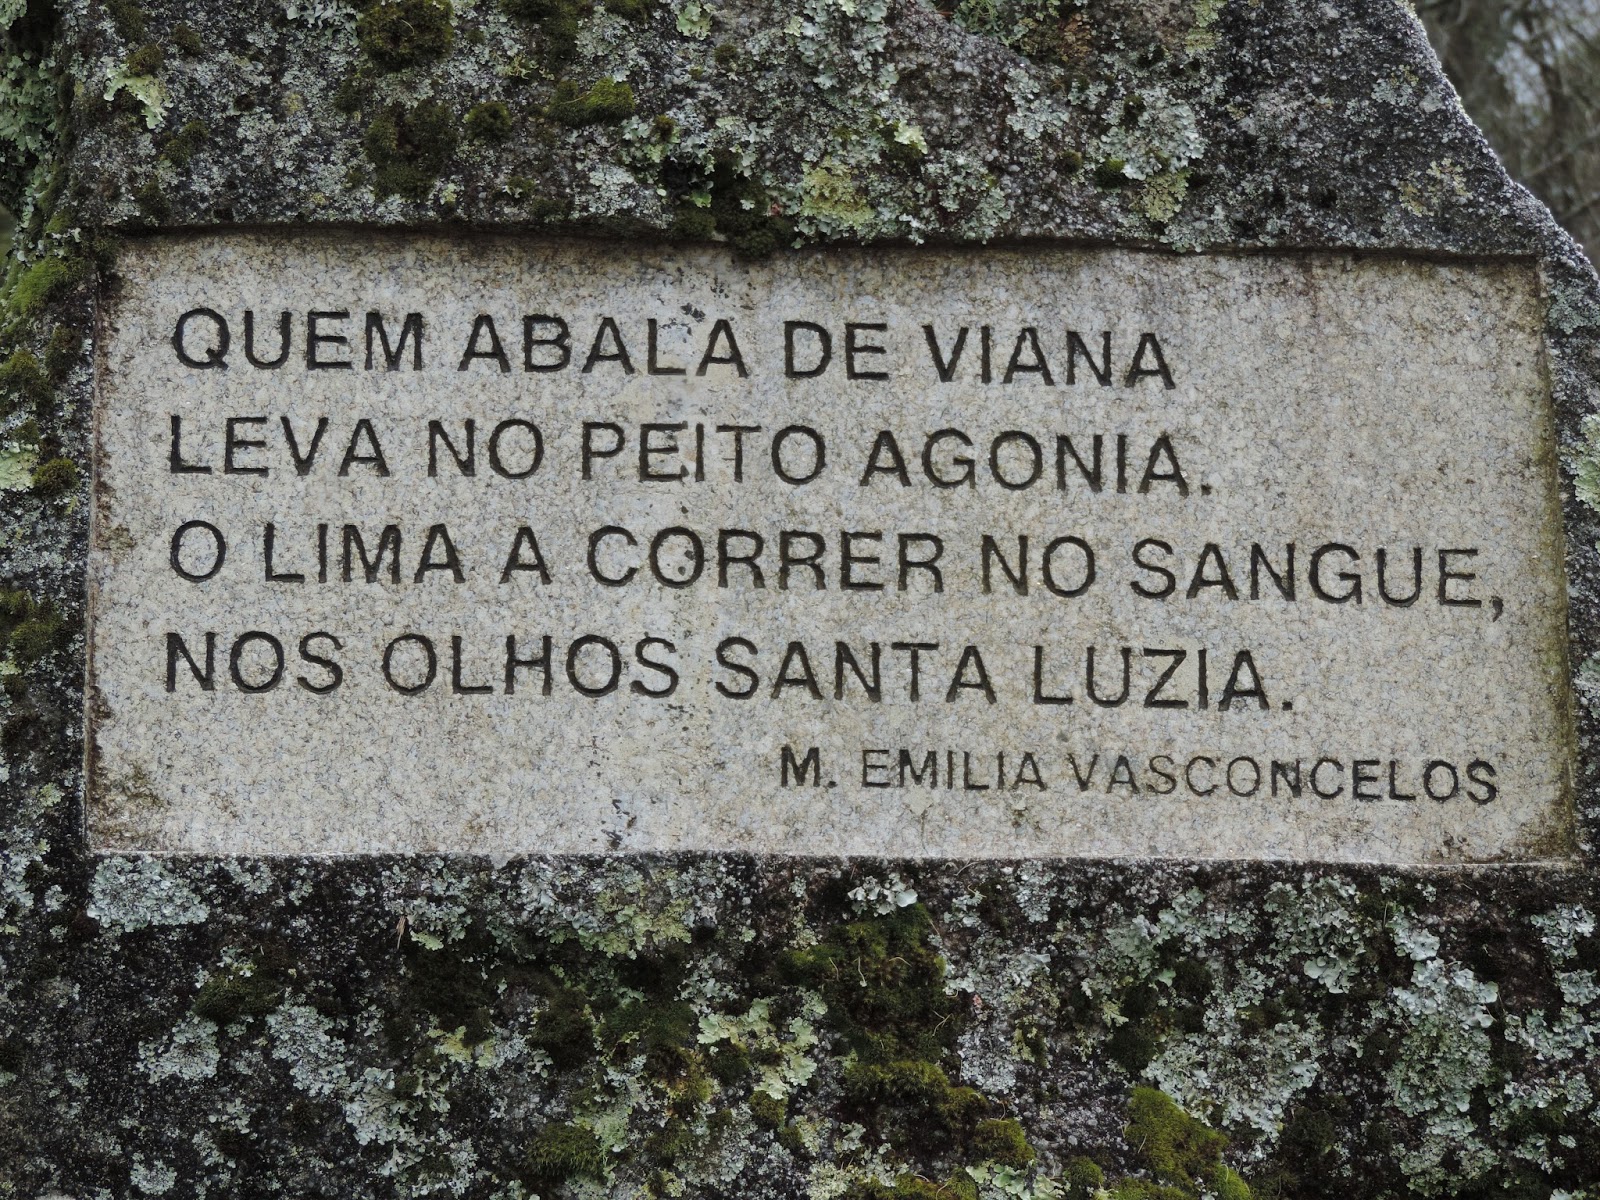 QUEM ABALA DE VIANA
LEVA NO PEITO AGONIA.
O LIMA A CORRER NO SANGUE,
NOS OLHOS SANTA LUZIA.
M. EMILIA VASCONCELOS